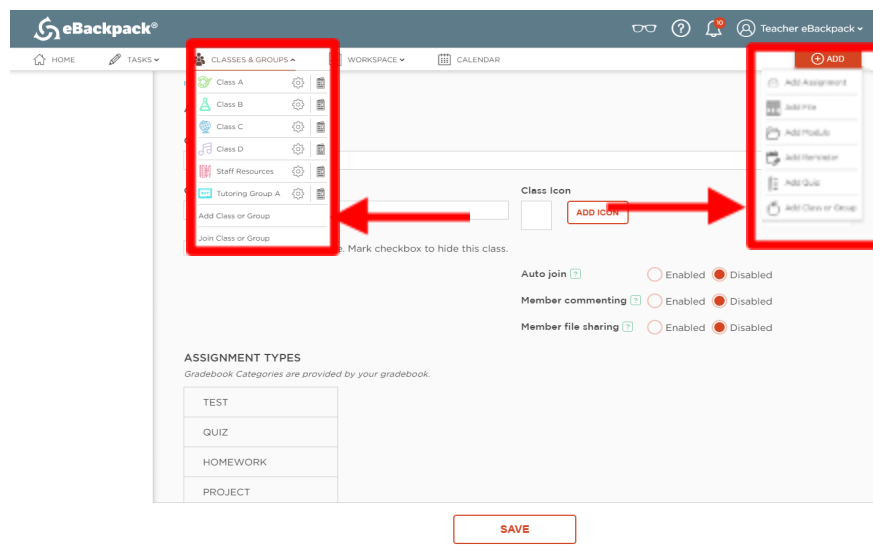 eBackpack®
10
Teacher eBackpack
HOME
TASKS
CLASSES & GROUPS
WORKSPACE
CALENDAR
ADD
Class A
Class B
Class C
Class D
Staff Resources
Tutoring Group A
Add Class or Group
Join Class or Group
Add Assignment
Add File
Add Module
Add Reminder
Add Quiz
Add Class or Group
Class Icon
ADD ICON
e. Mark checkbox to hide this class.
Auto join ? Enabled Disabled
Member commenting ? Enabled Disabled
Member file sharing ? Enabled Disabled
ASSIGNMENT TYPES
Gradebook Categories are provided by your gradebook.
TEST
QUIZ
HOMEWORK
PROJECT
SAVE